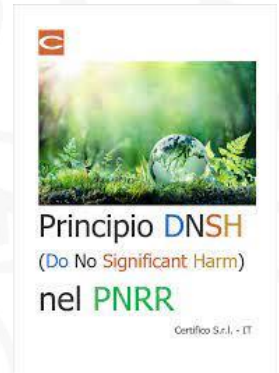 C
Principio DNSH
(Do No Significant Harm)
nel PNRR
Certifico S.r.l. - IT